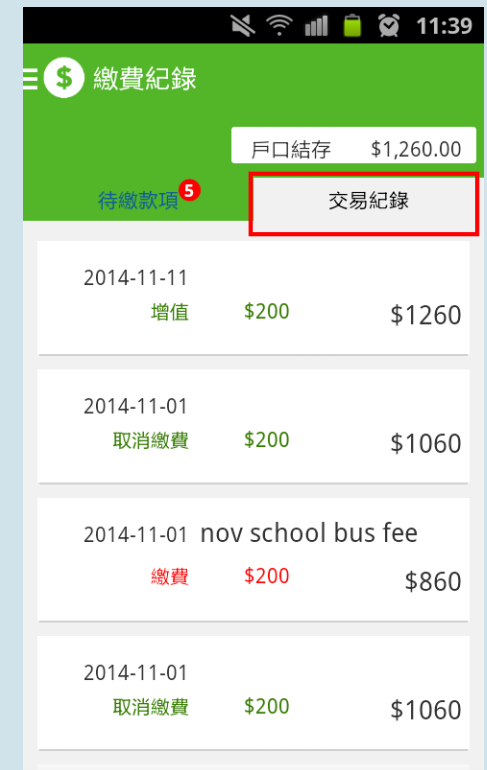 11:39
$ 繳費紀錄
戶口結存 $1,260.00
待繳款項 5 交易紀錄
2014-11-11
增值 $200 $1260
2014-11-01
取消繳費 $200 $1060
2014-11-01 nov school bus fee
繳費 $200 $860
2014-11-01
取消繳費 $200 $1060